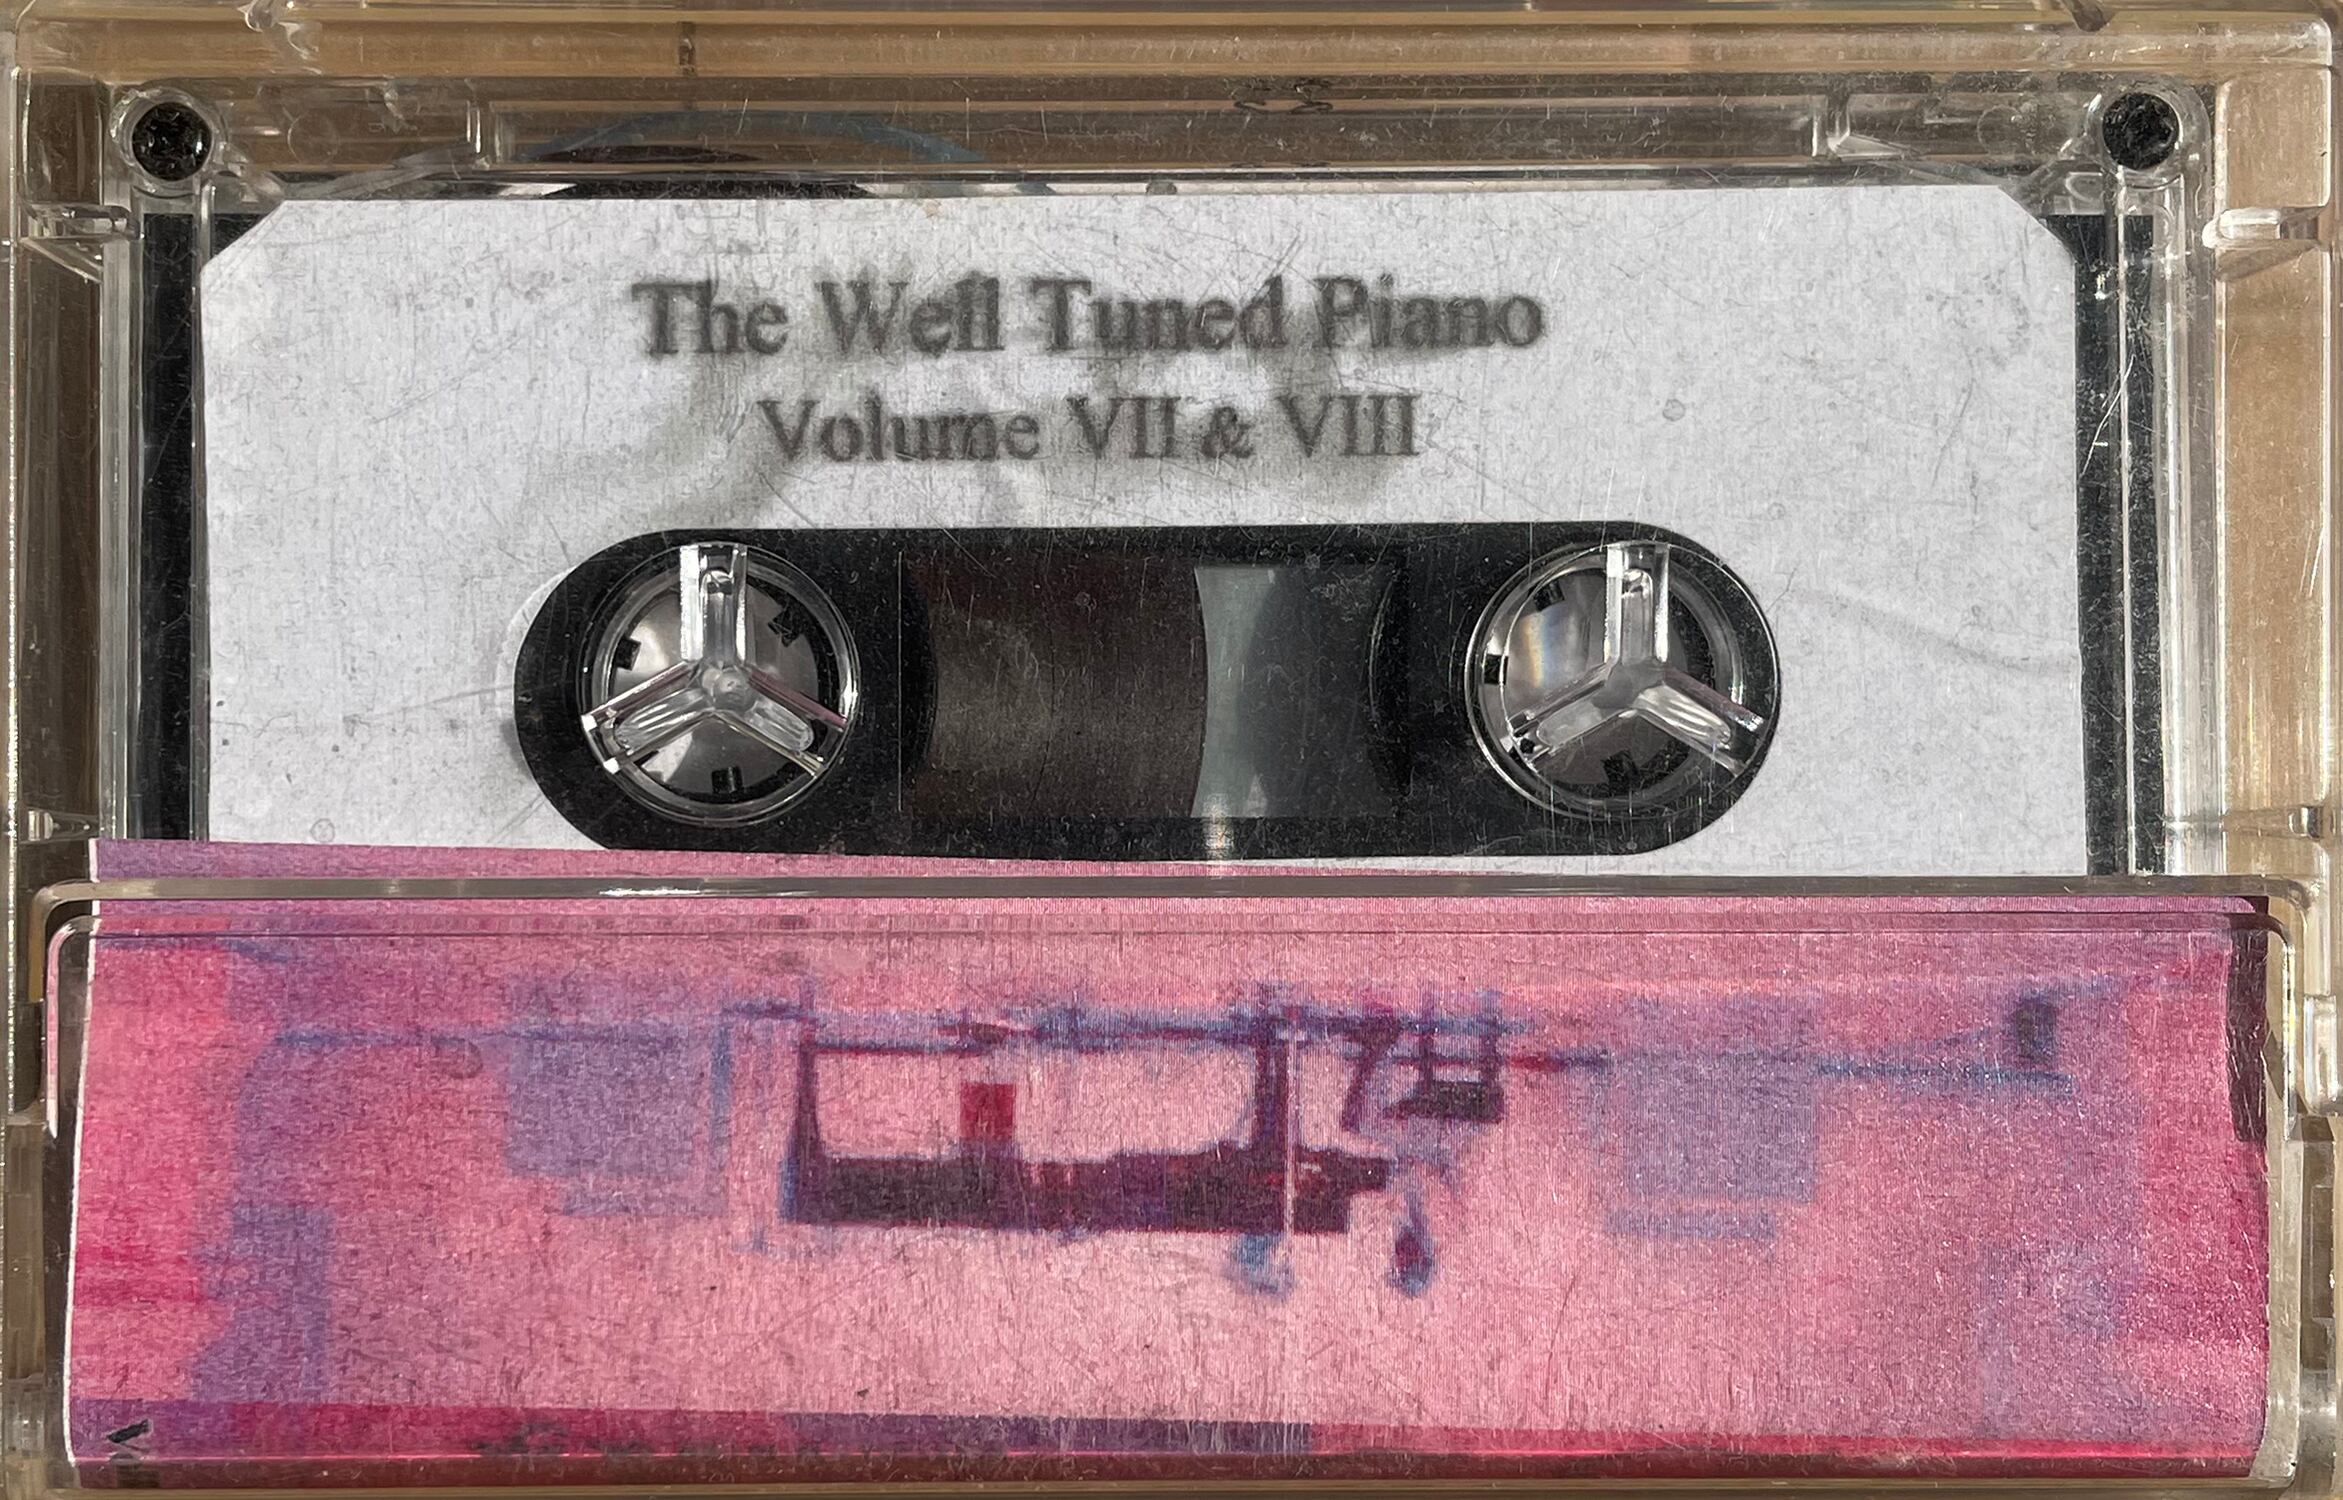 The Well Tuned Piano
Volume VII & VIII